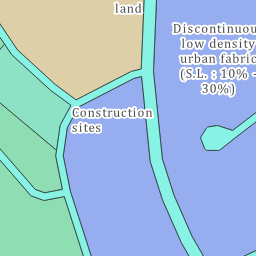 land
Discontinuous
low density
urban fabric
(S.L. : 10% -
30%)
Construction
sites